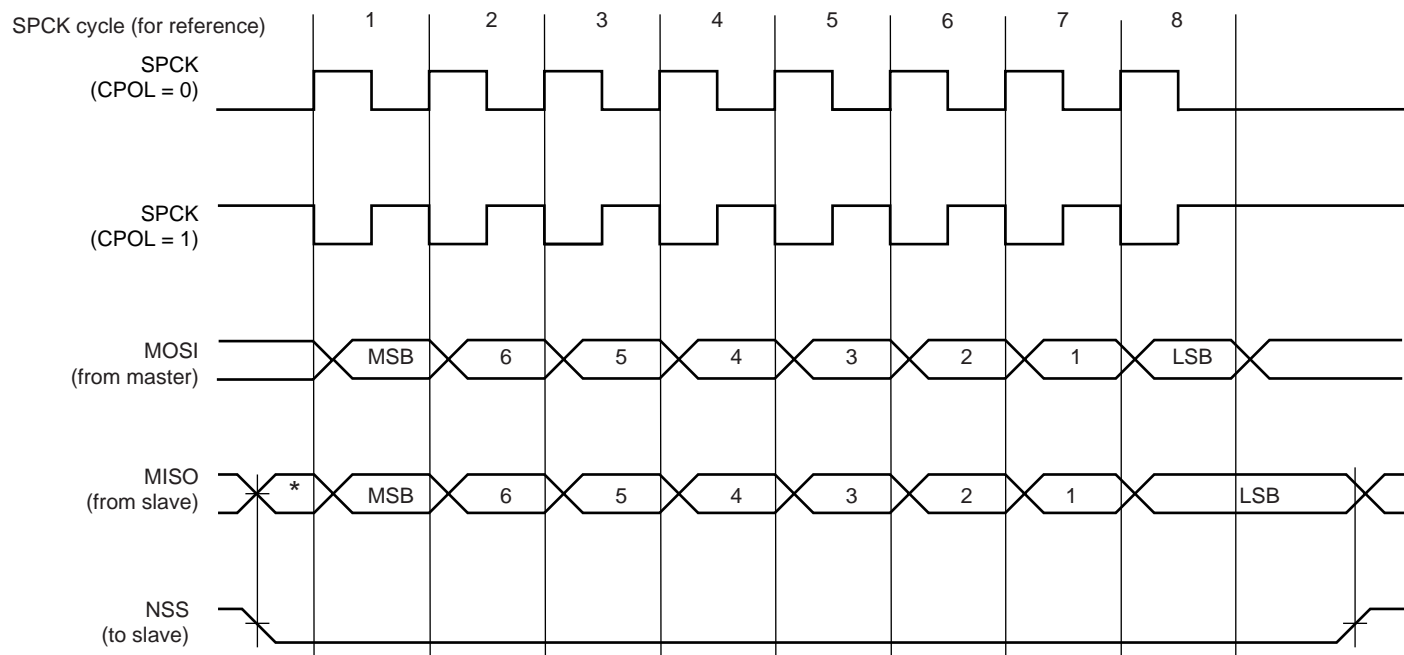 SPCK cycle (for reference)
1 2 3 4 5 6 7 8
SPCK
(CPOL = 0)
SPCK
(CPOL = 1)
MOSI
(from master)
MSB 6 5 4 3 2 1 LSB
MISO
(from slave)
* MSB 6 5 4 3 2 1 LSB
NSS
(to slave)